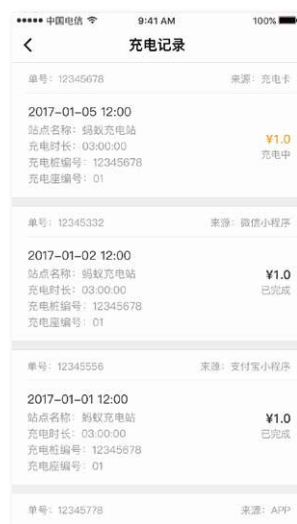 中国电信 9:41 AM 100%
充电记录
单号：12345678 来源：充电卡
2017-01-05 12:00
站点名称：蚂蚁充电站
¥1.0
充电时长：03:00:00
充电中
充电桩编号：12345678
充电座编号：01
单号：12345332 来源：微信小程序
2017-01-02 12:00
站点名称：蚂蚁充电站
¥1.0
充电时长：03:00:00
已完成
充电桩编号：12345678
充电座编号：01
单号：12345556 来源：支付宝小程序
2017-01-01 12:00
站点名称：蚂蚁充电站
¥1.0
充电时长：03:00:00
已完成
充电桩编号：12345678
充电座编号：01
单号：12345778 来源：APP